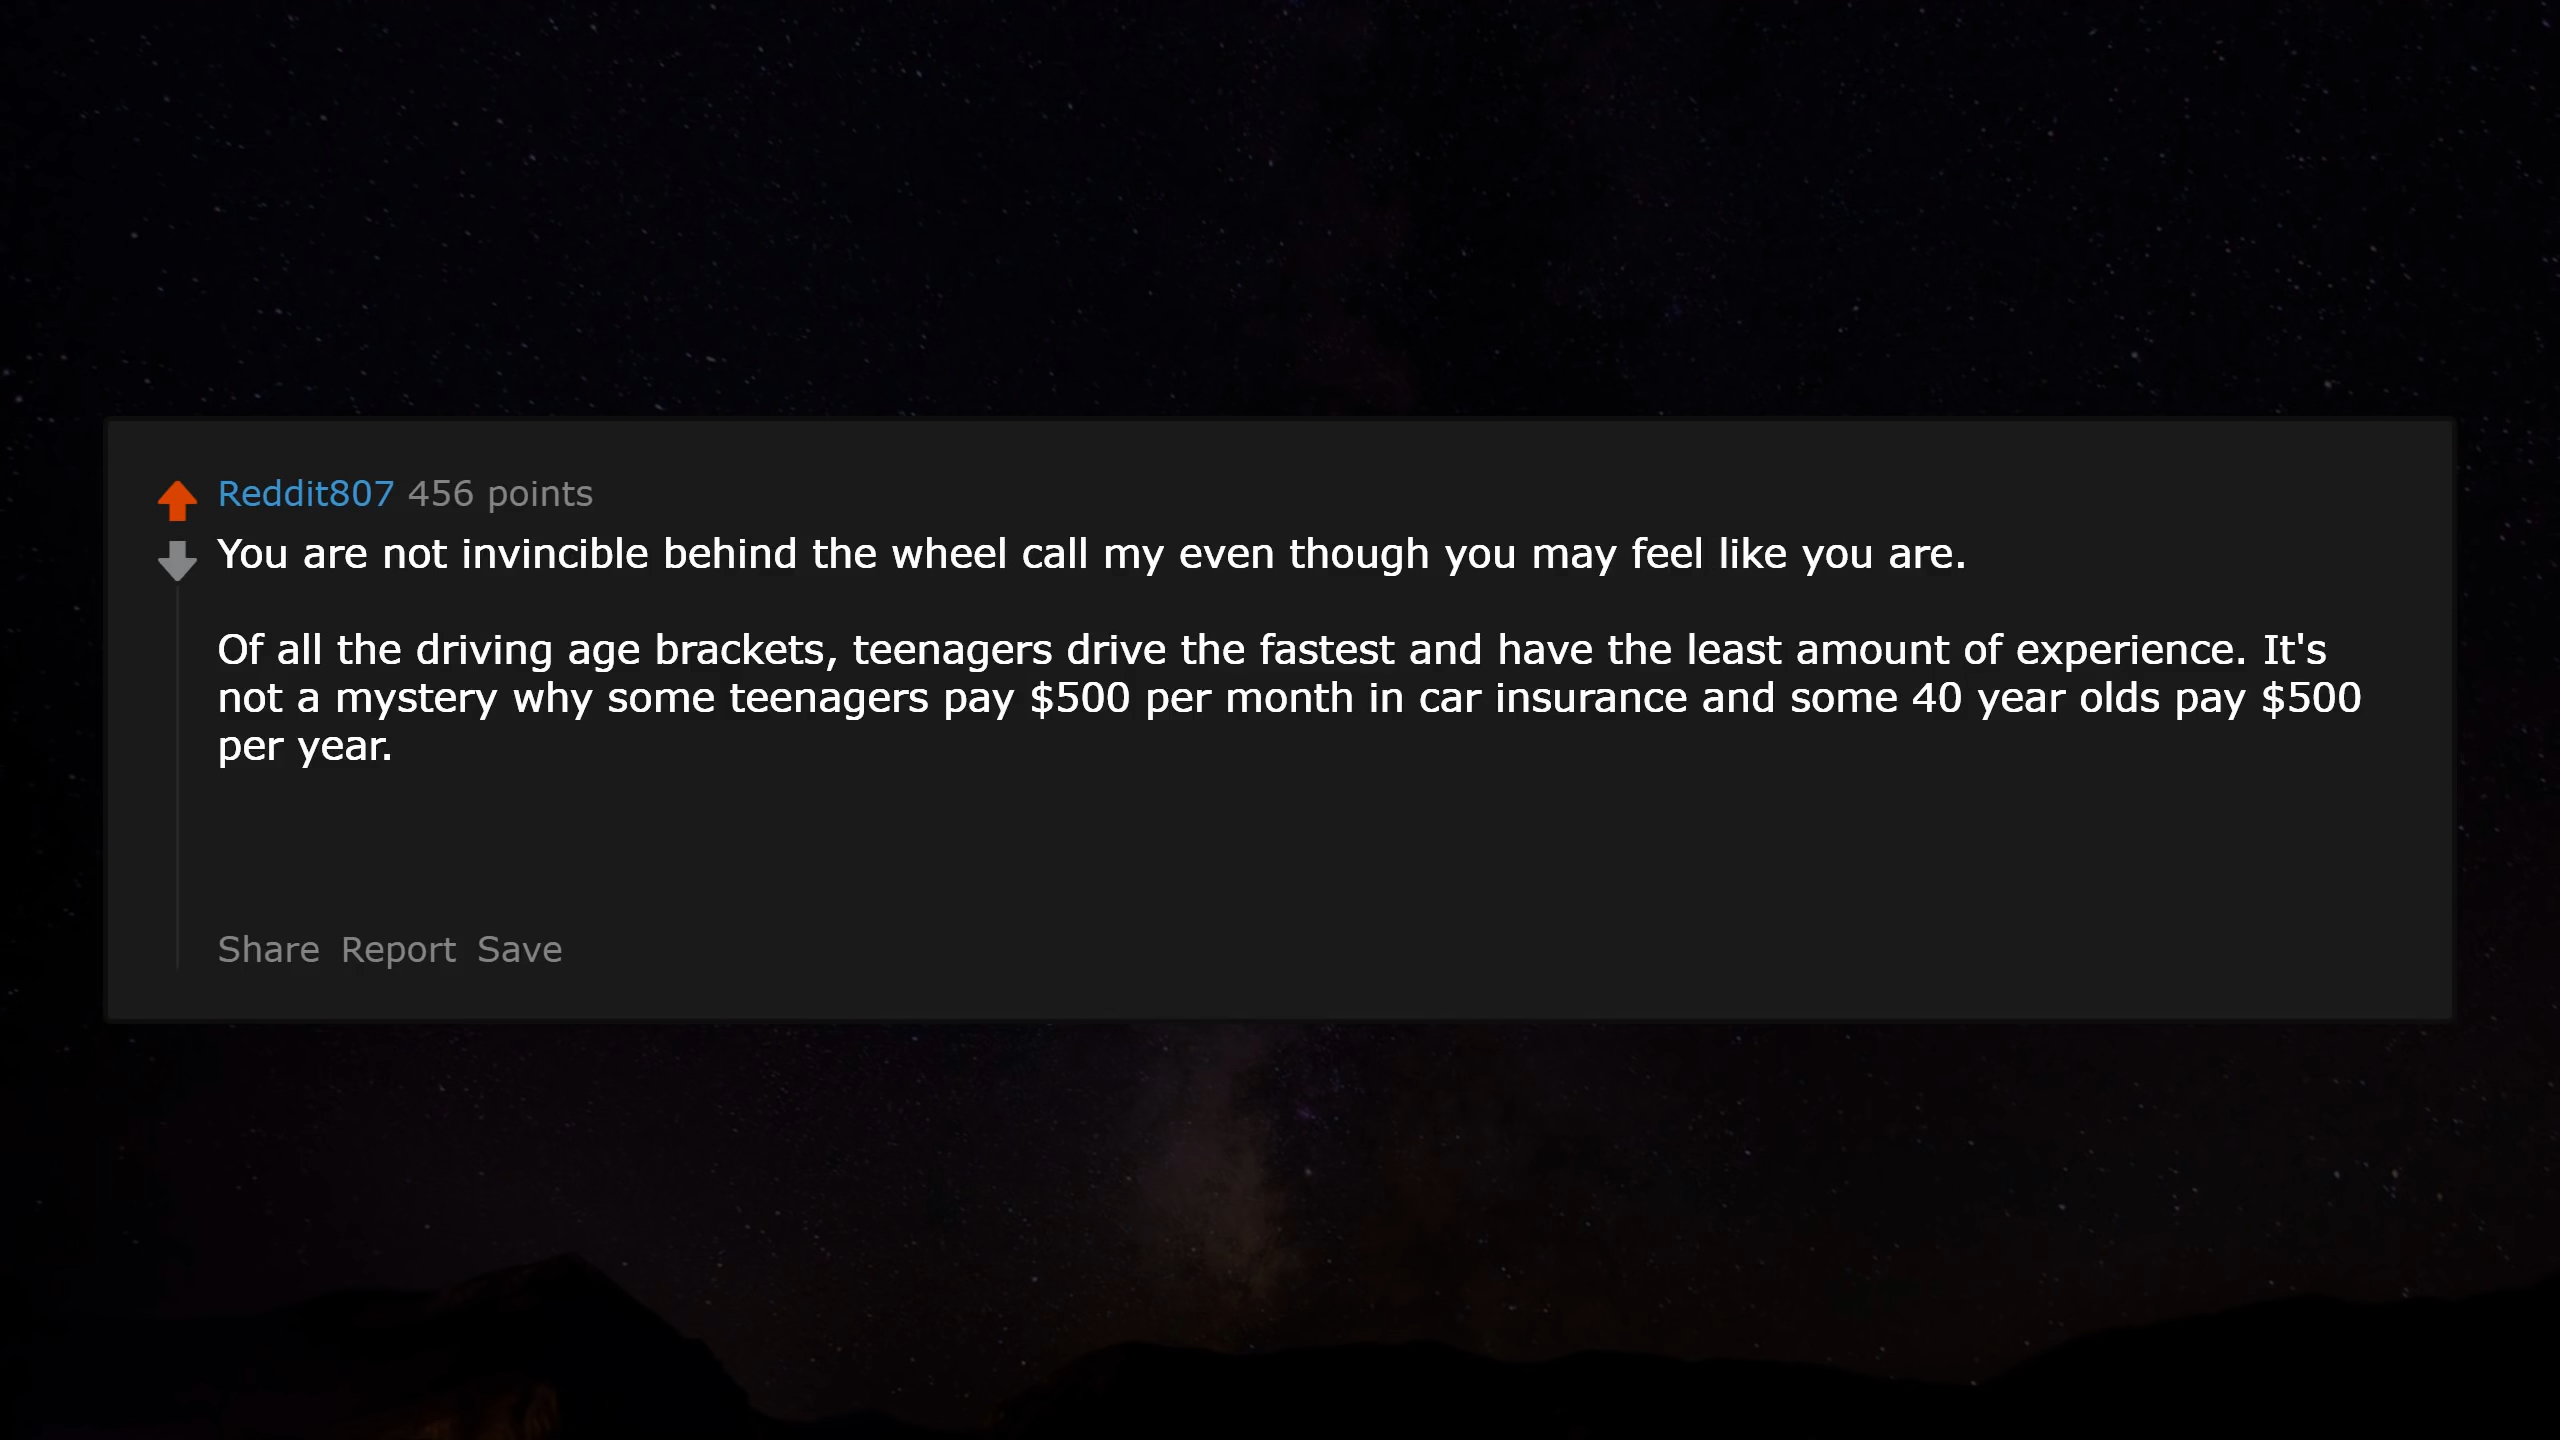 Reddit807 456 points
You are not invincible behind the wheel call my even though you may feel like you are.
Of all the driving age brackets, teenagers drive the fastest and have the least amount of experience. It's
not a mystery why some teenagers pay $500 per month in car insurance and some 40 year olds pay $500
per year.
Share Report Save